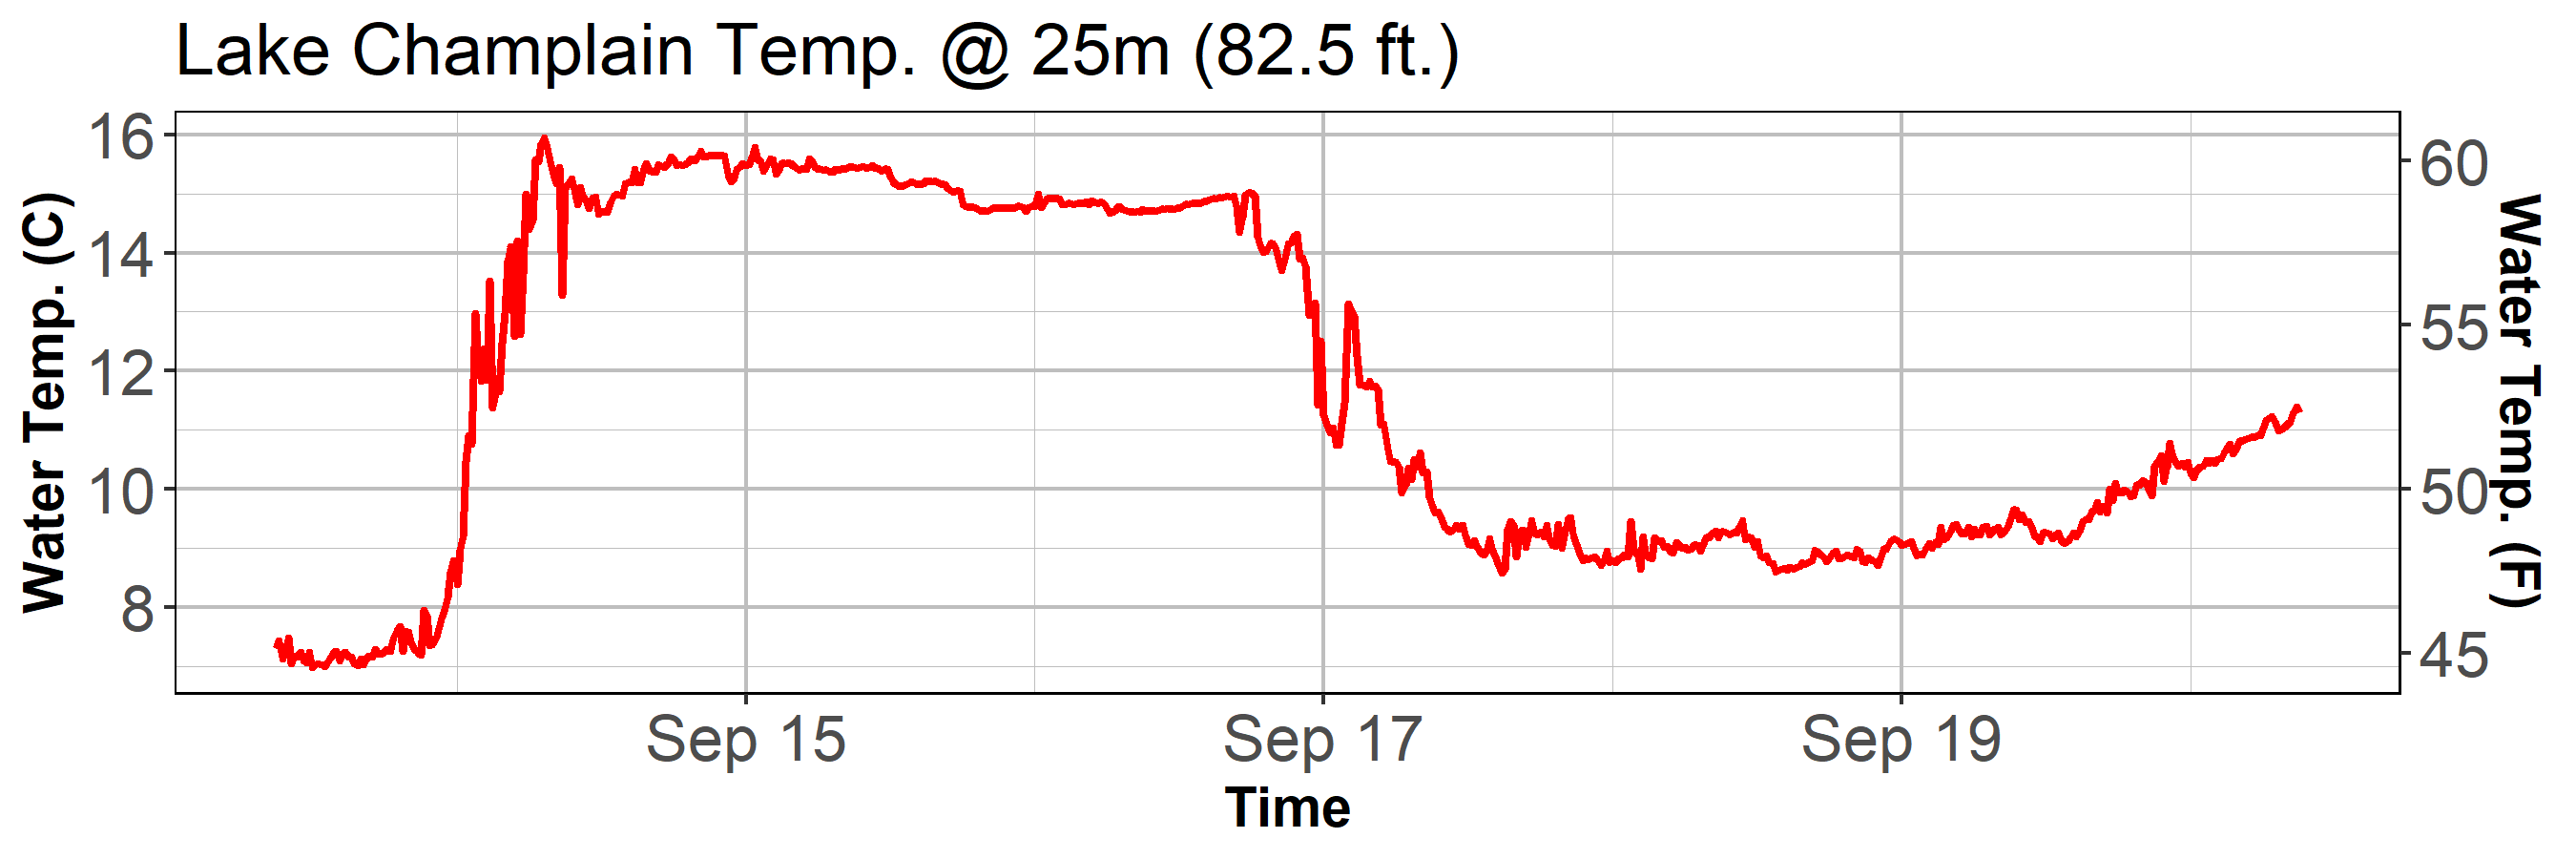 Lake Champlain Temp. @ 25m (82.5 ft.)
Water Temp. (C)
16
14
12
10
8
60
55
50
45
Water Temp. (F)
Sep 15
Sep 17
Sep 19
Time